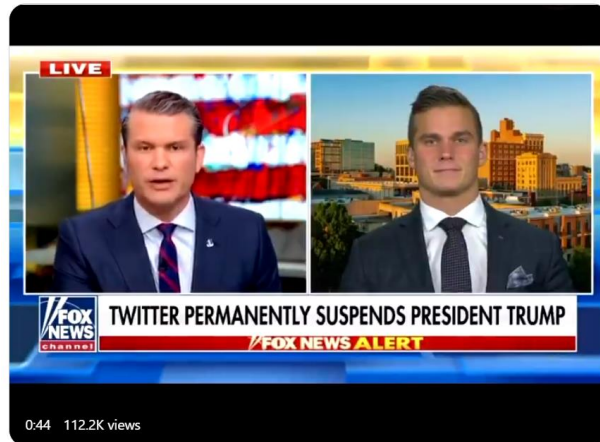 LIVE
FOX
NEWS
channel
TWITTER PERMANENTLY SUSPENDS PRESIDENT TRUMP
FOX NEWS ALERT
0:44 112.2K views